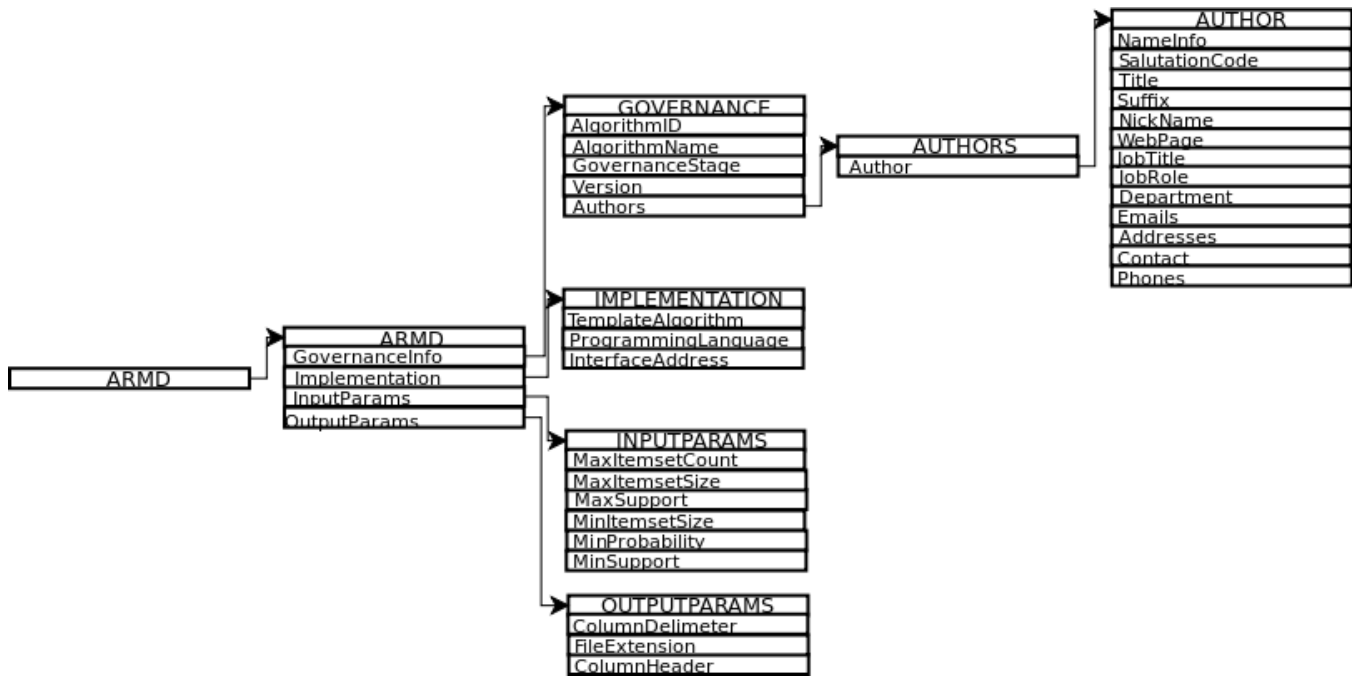 ARMD
ARMD
GovernanceInfo
Implementation
InputParams
OutputParams
GOVERNANCE
AlgorithmID
AlgorithmName
GovernanceStage
Version
Authors
IMPLEMENTATION
TemplateAlgorithm
ProgrammingLanguage
InterfaceAddress
INPUTPARAMS
MaxItemsetCount
MaxItemsetSize
MaxSupport
MinItemsetSize
MinProbability
MinSupport
OUTPUTPARAMS
ColumnDelimeter
FileExtension
ColumnHeader
AUTHORS
Author
AUTHOR
NameInfo
SalutationCode
Title
Suffix
NickName
WebPage
JobTitle
JobRole
Department
Emails
Addresses
Contact
Phones